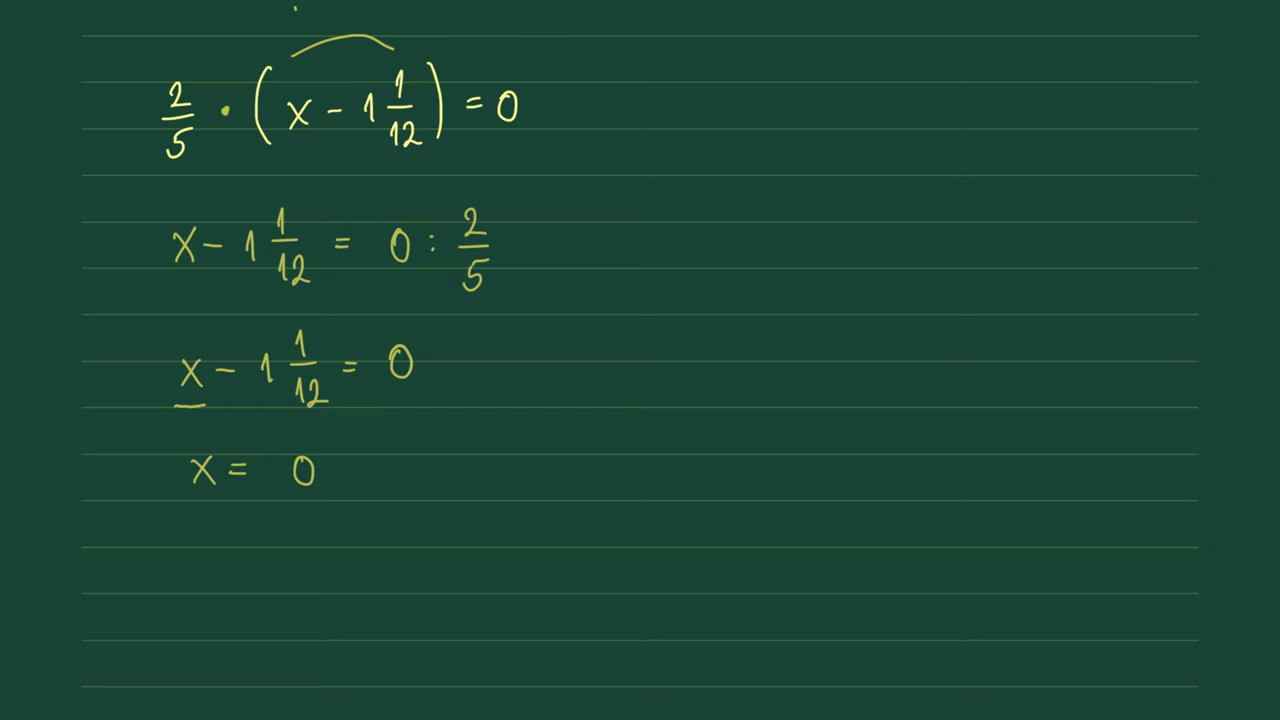 2/5 · (x - 1 1/12) = 0
x - 1 1/12 = 0 : 2/5
x - 1 1/12 = 0
x = 0